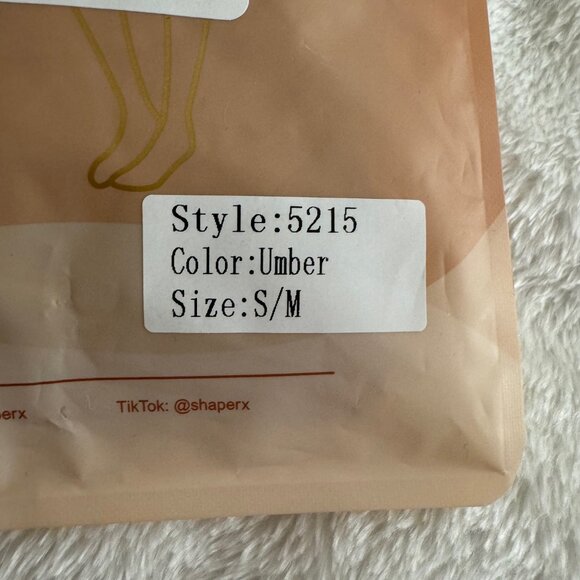 Style:5215
Color:Umber
Size:S/M
TikTok: @shaperx